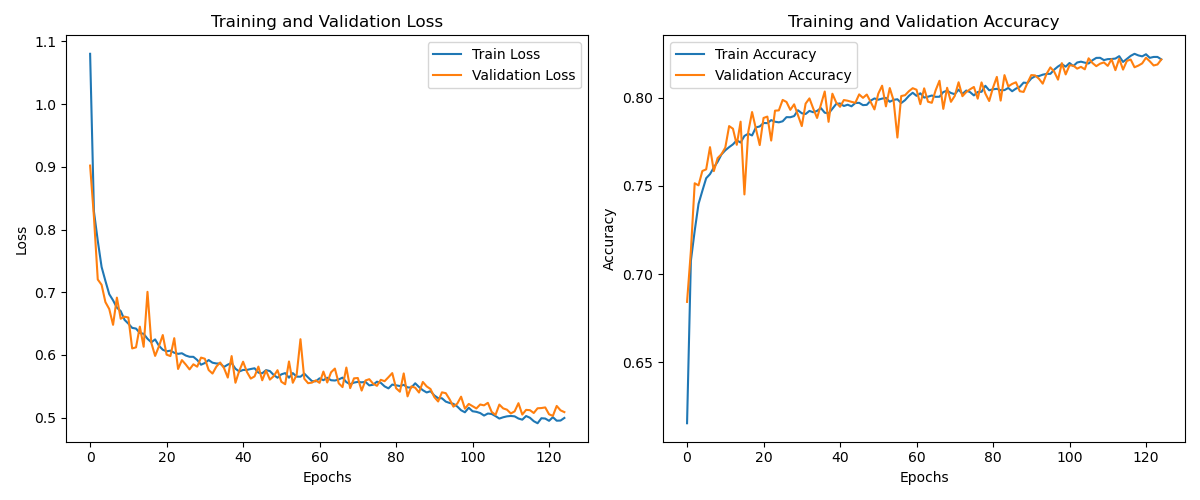 Training and Validation Loss
Train Loss
Validation Loss
1.1
1.0
0.9
0.8
0.7
0.6
0.5
Loss
0 20 40 60 80 100 120
Epochs
Training and Validation Accuracy
Train Accuracy
Validation Accuracy
0.80
0.75
0.70
0.65
Accuracy
0 20 40 60 80 100 120
Epochs